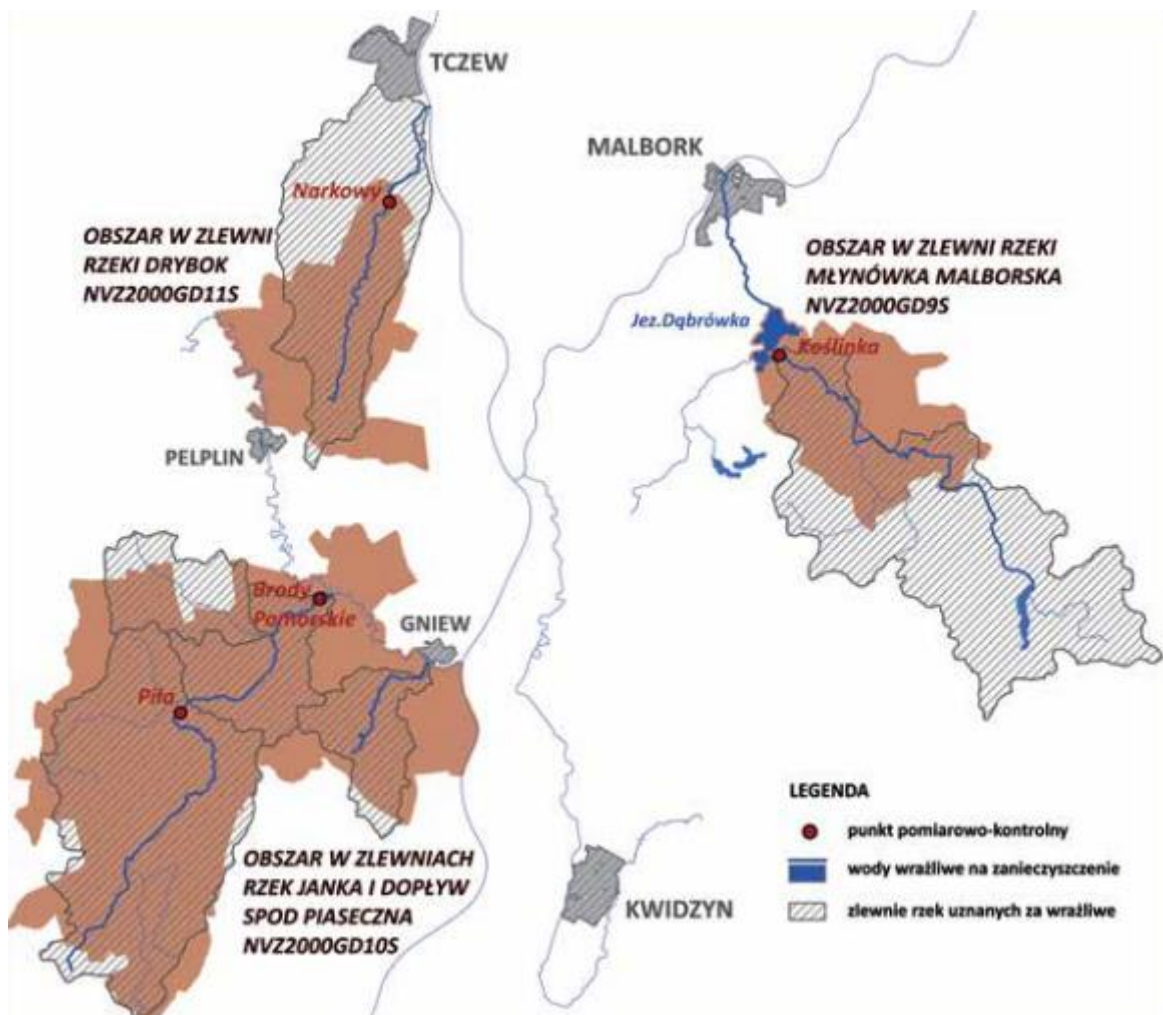 TCZEW
MALBORK
Narkowy
OBSZAR W ZLEWNI
RZEKI DRYBOK
NVZ2000GD11S
OBSZAR W ZLEWNI RZEKI
MŁYNÓWKA MALBORSKA
NVZ2000GD9S
Jez.Dąbrówka
Koślinka
PELPLIN
Brody
Pomorskie
GNIEW
Piła
OBSZAR W ZLEWNIACH
RZEK JANKA I DOPŁYW
SPOD PIASECZNA
NVZ2000GD10S
KWIDZYN
LEGENDA
punkt pomiarowo-kontrolny
wody wrażliwe na zanieczyszczenie
zlewnie rzek uznanych za wrażliwe